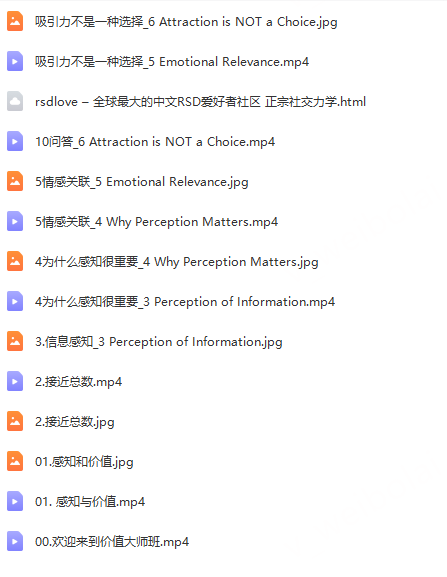 吸引力不是一种选择_6 Attraction is NOT a Choice.jpg
吸引力不是一种选择_5 Emotional Relevance.mp4
rsdlove – 全球最大的中文RSD爱好者社区 正宗社交力学.html
10问答_6 Attraction is NOT a Choice.mp4
5情感关联_5 Emotional Relevance.jpg
5情感关联_4 Why Perception Matters.mp4
4为什么感知很重要_4 Why Perception Matters.jpg
4为什么感知很重要_3 Perception of Information.mp4
3.信息感知_3 Perception of Information.jpg
2.接近总数.mp4
2.接近总数.jpg
01.感知和价值.jpg
01. 感知与价值.mp4
00.欢迎来到价值大师班.mp4